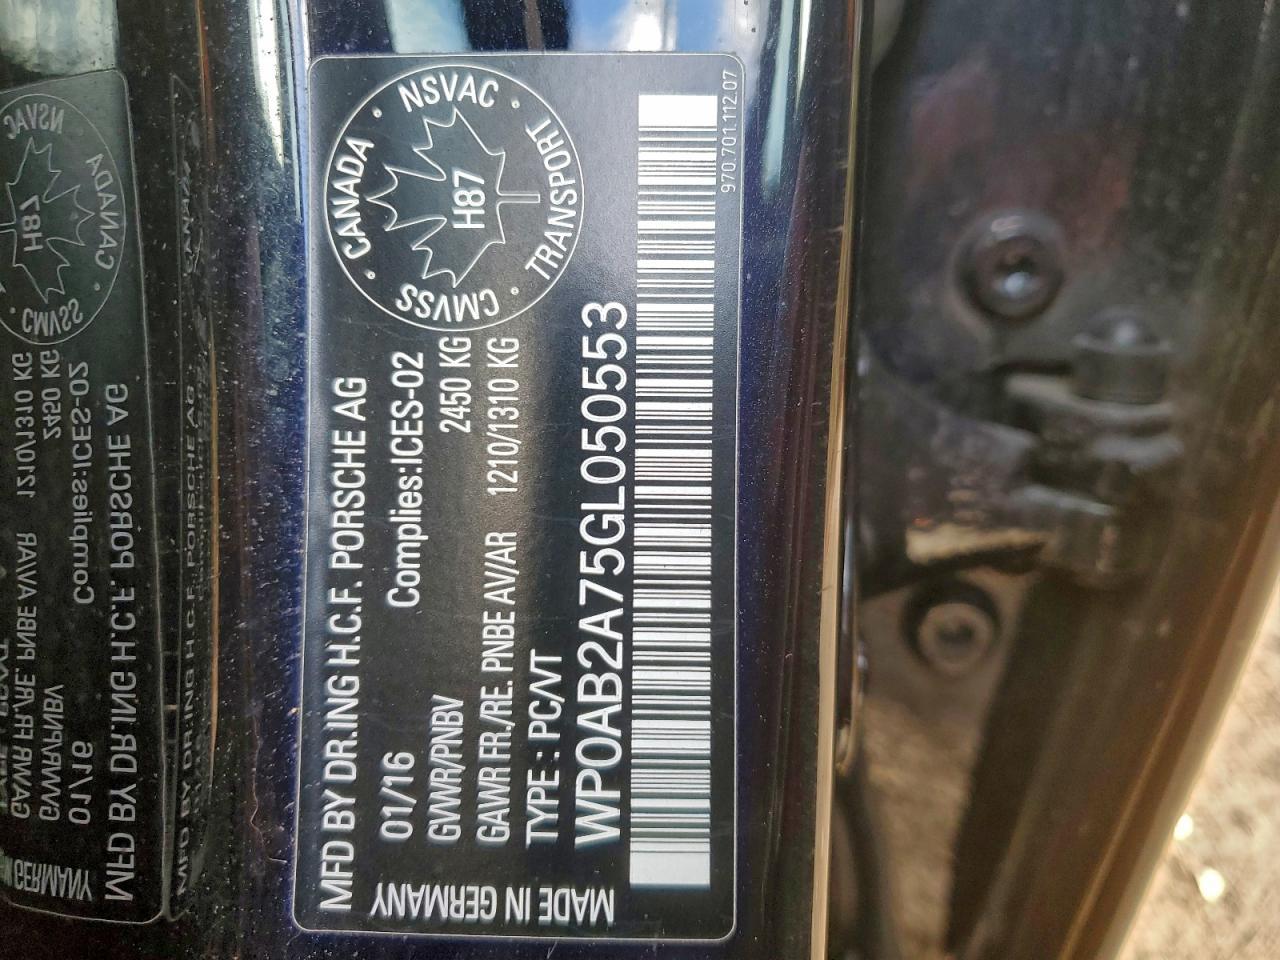 MFD BY DR.ING H.C.F. PORSCHE AG
01/16
Complies:ICES-02
GVWR/PNBV 2450 KG
GAWR FR./RE. PNBE AV/AR 1210/1310 KG
TYPE : PC/VT
WP0AB2A75GL050553
MADE IN GERMANY
CANADA · NSVAC · TRANSPORT · CMVSS ·
H87
970.701.112.07